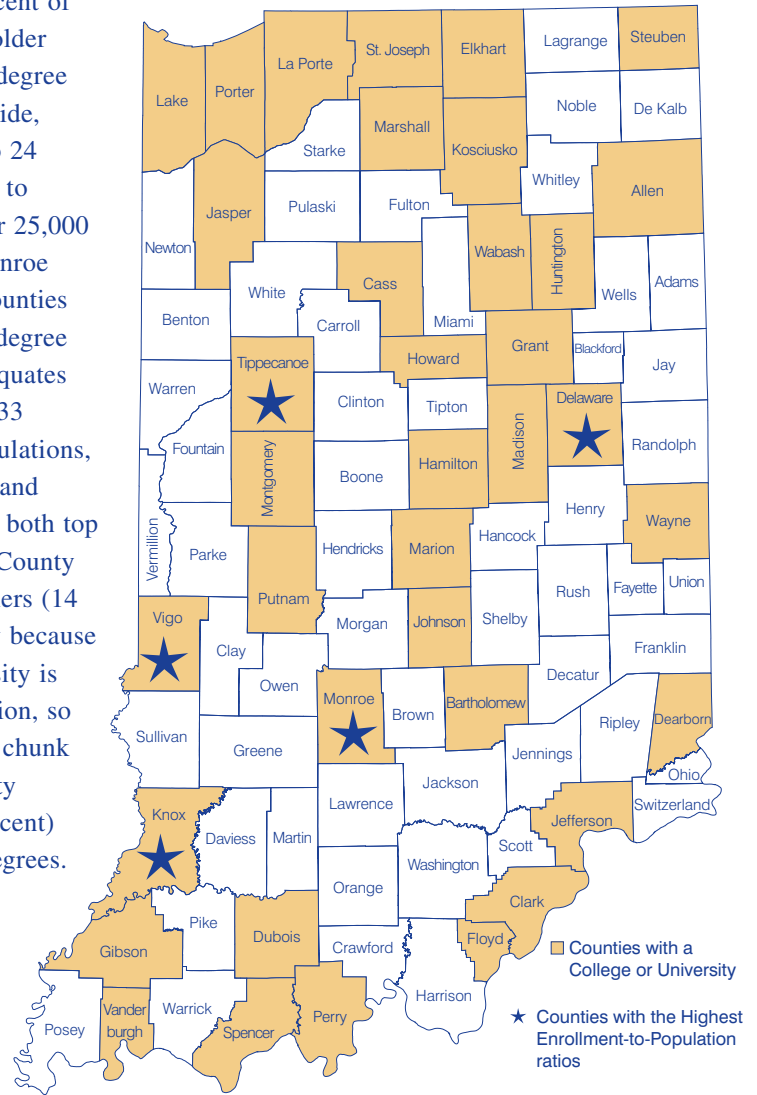 cent of
older
degree
ide,
24
to
r 25,000
nroe
ounties
degree
quates
33
ulations,
and
both top
County
ers (14
because
sity is
ion, so
chunk
ty
cent)
egrees.
Lake
Porter
La Porte
St. Joseph
Elkhart
Lagrange
Steuben
Noble
De Kalb
Marshall
Starke
Kosciusko
Whitley
Allen
Newton
Jasper
Pulaski
Fulton
Wabash
Huntington
Wells
Adams
White
Cass
Miami
Benton
Carroll
Howard
Grant
Blackford
Jay
Warren
Tippecanoe
Clinton
Tipton
Delaware
Fountain
Montgomery
Boone
Hamilton
Madison
Randolph
Henry
Wayne
Vermillion
Parke
Hendricks
Marion
Hancock
Putnam
Rush
Fayette
Union
Vigo
Morgan
Johnson
Shelby
Clay
Franklin
Owen
Monroe
Brown
Bartholomew
Decatur
Ripley
Dearborn
Sullivan
Greene
Jennings
Ohio
Lawrence
Jackson
Switzerland
Knox
Daviess
Martin
Jefferson
Scott
Washington
Orange
Clark
Pike
Dubois
Floyd
Gibson
Crawford
Harrison
Posey
Vander
burgh
Warrick
Spencer
Perry
Counties with a
College or University
Counties with the Highest
Enrollment-to-Population
ratios